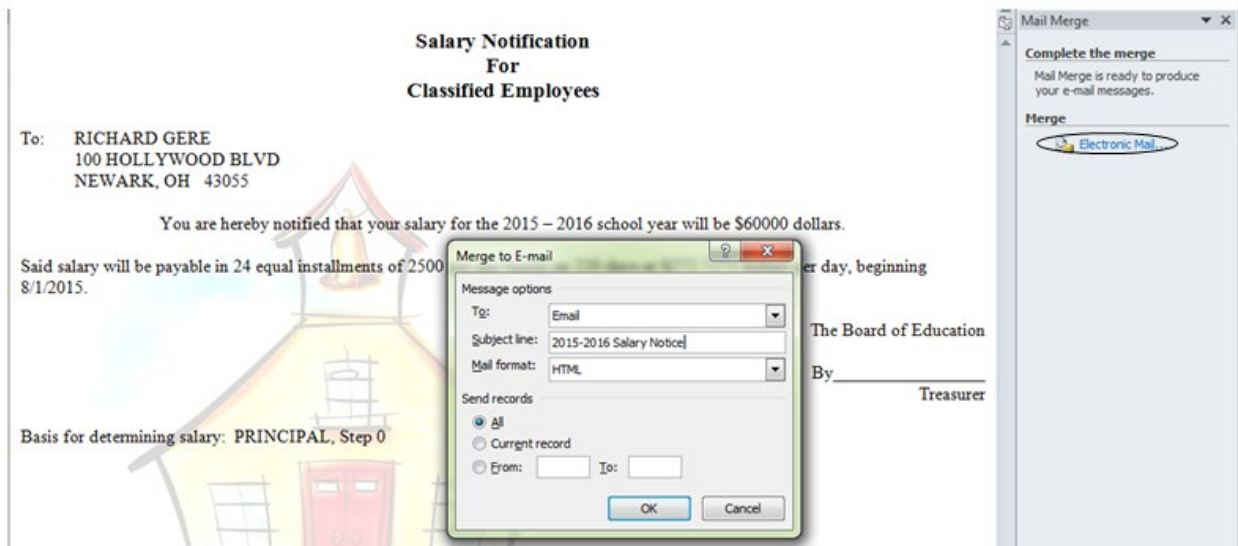 Salary Notification
For
Classified Employees
To: RICHARD GERE
100 HOLLYWOOD BLVD
NEWARK, OH 43055
You are hereby notified that your salary for the 2015 – 2016 school year will be $60000 dollars.
Said salary will be payable in 24 equal installments of 2500 per day, beginning
8/1/2015.
The Board of Education
By
Treasurer
Basis for determining salary: PRINCIPAL, Step 0
Merge to E-mail
Message options
To: Email
Subject line: 2015-2016 Salary Notice
Mail format: HTML
Send records
All
Current record
From: To:
OK Cancel
Mail Merge
Complete the merge
Mail Merge is ready to produce
your e-mail messages.
Merge
Electronic Mail...